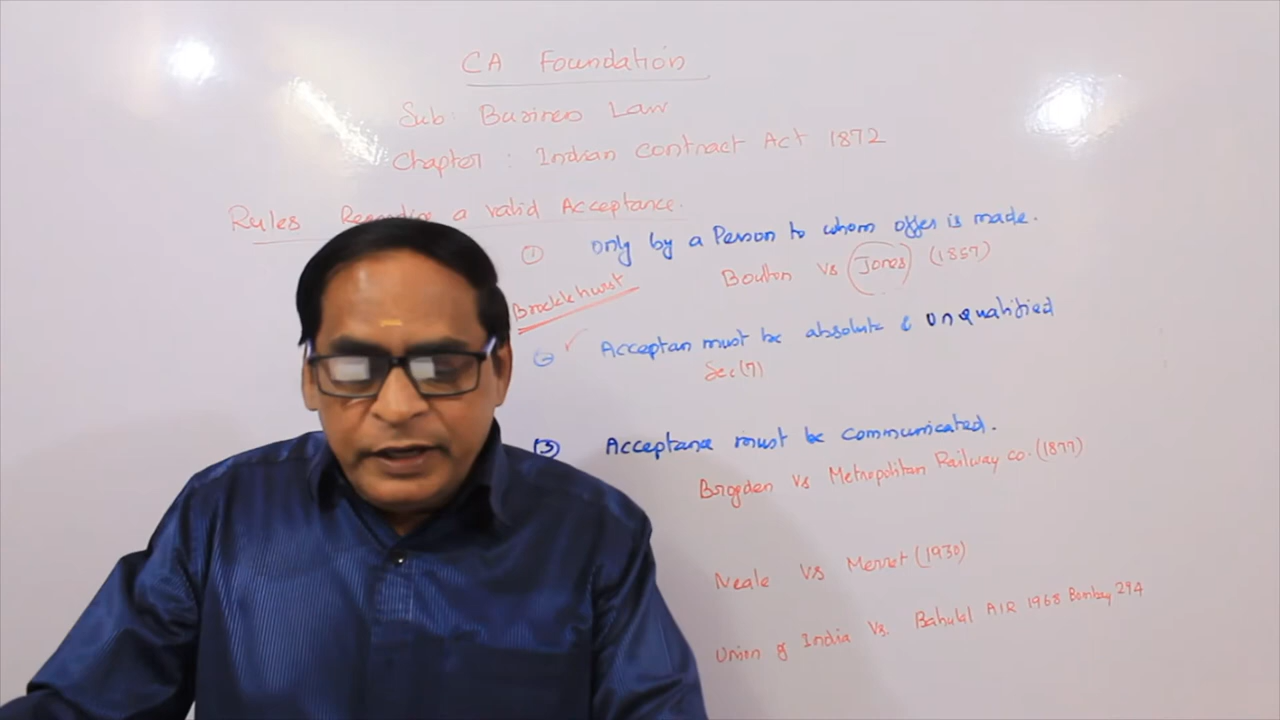 CA Foundation
Sub: Business Law
Chapter: Indian Contract Act 1872
Rules a valid Acceptance.
① only by a Person to whom offer is made.
Bouton vs Jones (1857)
Brocklehurst
② Acceptan must be absolute & unqualified
Sec(7)
③ Acceptance must be communicated.
Brogden Vs Metropolitan Railway co. (1877)
Neale Vs Merret (1930)
Union of India Vs. Bahulal AIR 1968 Bombay 294